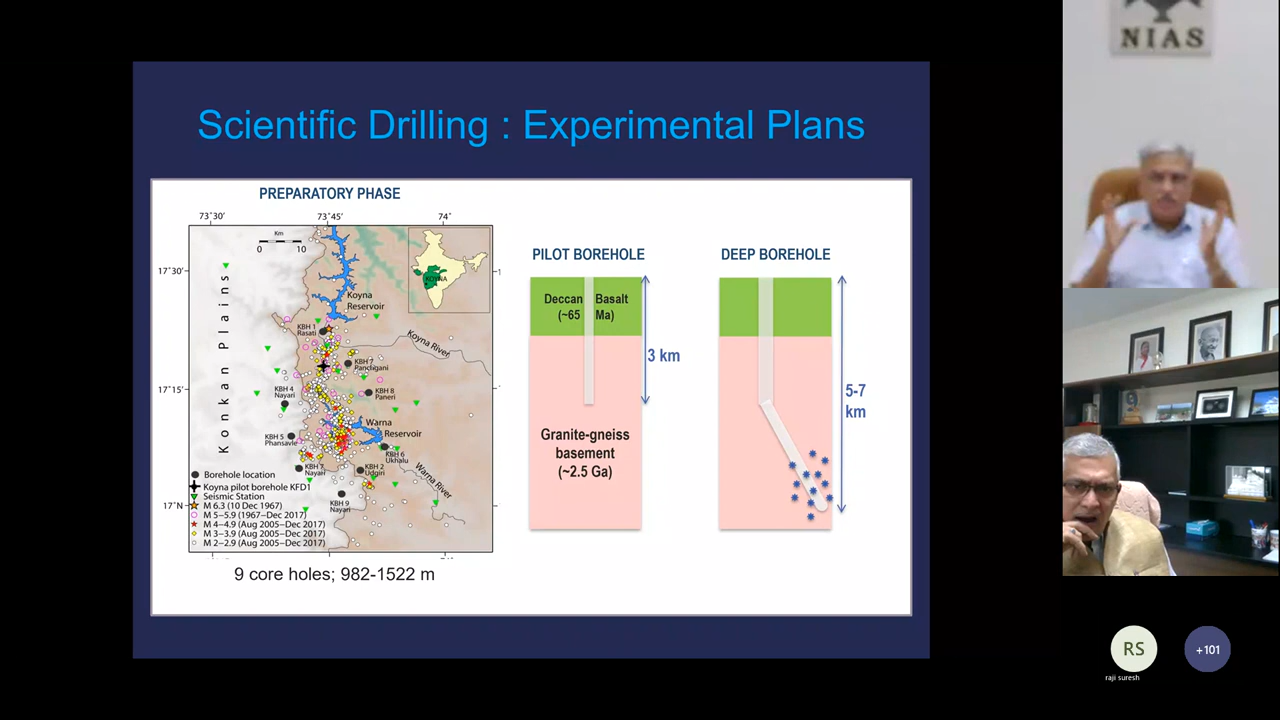 Scientific Drilling : Experimental Plans
PREPARATORY PHASE
73˚30'
73˚45'
74˚
Km
0 10
17˚30'
17˚15'
17˚N
Konkan Plains
KOYNA
Koyna
Reservoir
KBH 1
Rasati
Koyna River
KBH 7
Panchgani
KBH 4
Nayari
KBH 8
Paneri
Warna
Reservoir
KBH 5
Phansavle
KBH 6
Ukhalu
KBH 7
Nayari
KBH 2
Udgiri
Warna River
KBH 9
Nayari
Borehole location
Koyna pilot borehole KFD1
Seismic Station
M 6.3 (10 Dec 1967)
M 5–5.9 (1967–Dec 2017)
M 4–4.9 (Aug 2005–Dec 2017)
M 3–3.9 (Aug 2005–Dec 2017)
M 2–2.9 (Aug 2005–Dec 2017)
9 core holes; 982-1522 m
PILOT BOREHOLE
Deccan Basalt
(~65 Ma)
3 km
Granite-gneiss
basement
(~2.5 Ga)
DEEP BOREHOLE
5-7
km
NIAS
RS
raji suresh
+101